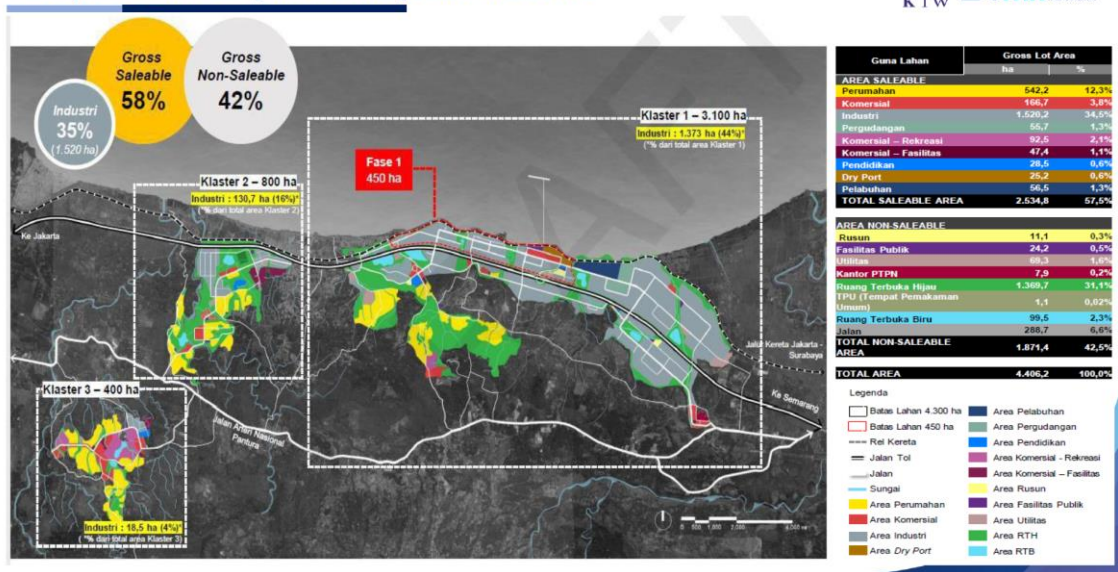 K I W
Gross
Saleable
58%
Gross
Non-Saleable
42%
Industri
35%
(1.520 ha)
Klaster 1 – 3.100 ha
Industri : 1.373 ha (44%)*
(*% dari total area Klaster 1)
Fase 1
450 ha
Klaster 2 – 800 ha
Industri : 130,7 ha (16%)*
(*% dari total area Klaster 2)
Ke Jakarta
Jalur Kereta Jakarta -
Surabaya
Ke Semarang
Jalan Arteri Nasional
Pantura
Klaster 3 – 400 ha
Industri : 18,5 ha (4%)*
(*% dari total area Klaster 3)
0 500 1,000 2,000
Guna Lahan Gross Lot Area
ha %
AREA SALEABLE
Perumahan 542,2 12,3%
Komersial 166,7 3,8%
Industri 1.520,2 34,5%
Pergudangan 55,7 1,3%
Komersial – Rekreasi 92,5 2,1%
Komersial – Fasilitas 47,4 1,1%
Pendidikan 28,5 0,6%
Dry Port 25,2 0,6%
Pelabuhan 56,5 1,3%
TOTAL SALEABLE AREA 2.534,8 57,5%
AREA NON-SALEABLE
Rusun 11,1 0,3%
Fasilitas Publik 24,2 0,5%
Utilitas 69,3 1,6%
Kantor PTPN 7,9 0,2%
Ruang Terbuka Hijau 1.369,7 31,1%
TPU (Tempat Pemakaman
Umum) 1,1 0,02%
Ruang Terbuka Biru 99,5 2,3%
Jalan 288,7 6,6%
TOTAL NON-SALEABLE
AREA 1.871,4 42,5%
TOTAL AREA 4.406,2 100,0%
Legenda
Batas Lahan 4.300 ha
Batas Lahan 450 ha
Rel Kereta
Jalan Tol
Jalan
Sungai
Area Perumahan
Area Komersial
Area Industri
Area Dry Port
Area Pelabuhan
Area Pergudangan
Area Pendidikan
Area Komersial - Rekreasi
Area Komersial – Fasilitas
Area Rusun
Area Fasilitas Publik
Area Utilitas
Area RTH
Area RTB